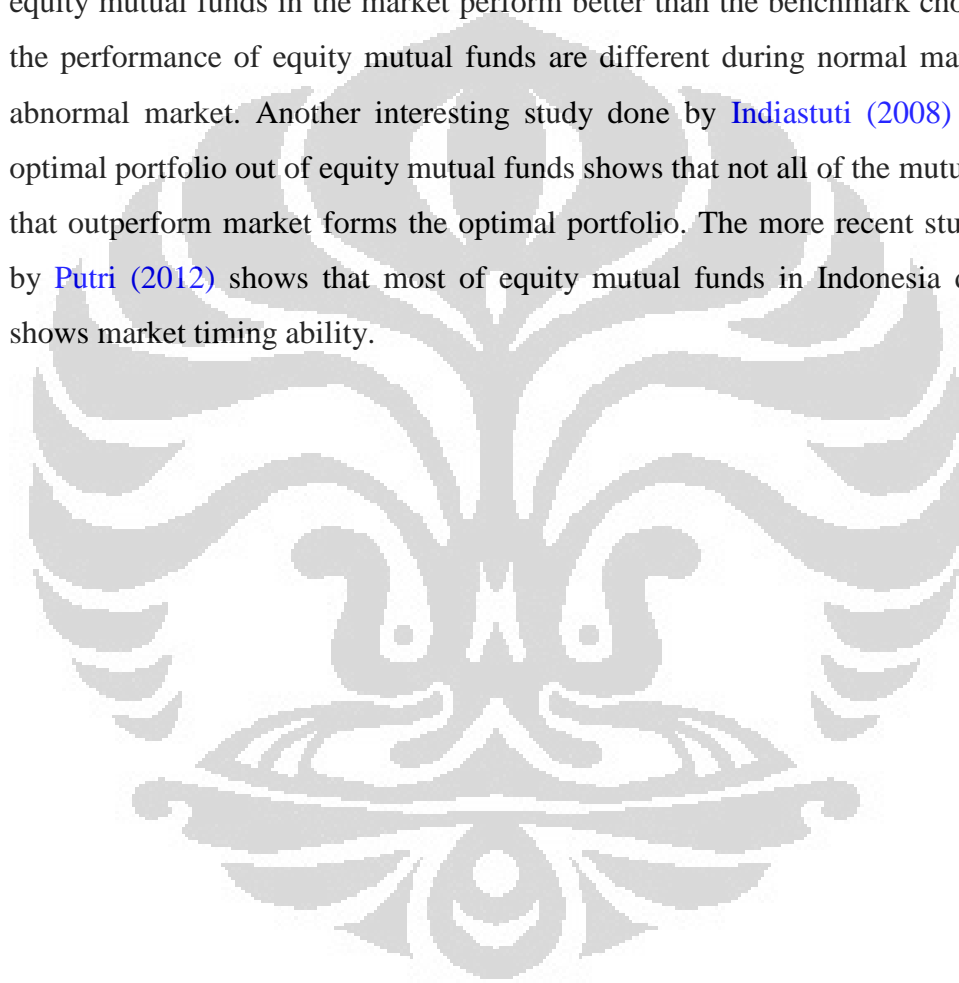 equity mutual funds in the market perform better than the benchmark
the performance of equity mutual funds are different during normal
abnormal market. Another interesting study done by Indiastuti (2008)
optimal portfolio out of equity mutual funds shows that not all of the
that outperform market forms the optimal portfolio. The more recent
by Putri (2012) shows that most of equity mutual funds in Indonesia
shows market timing ability.